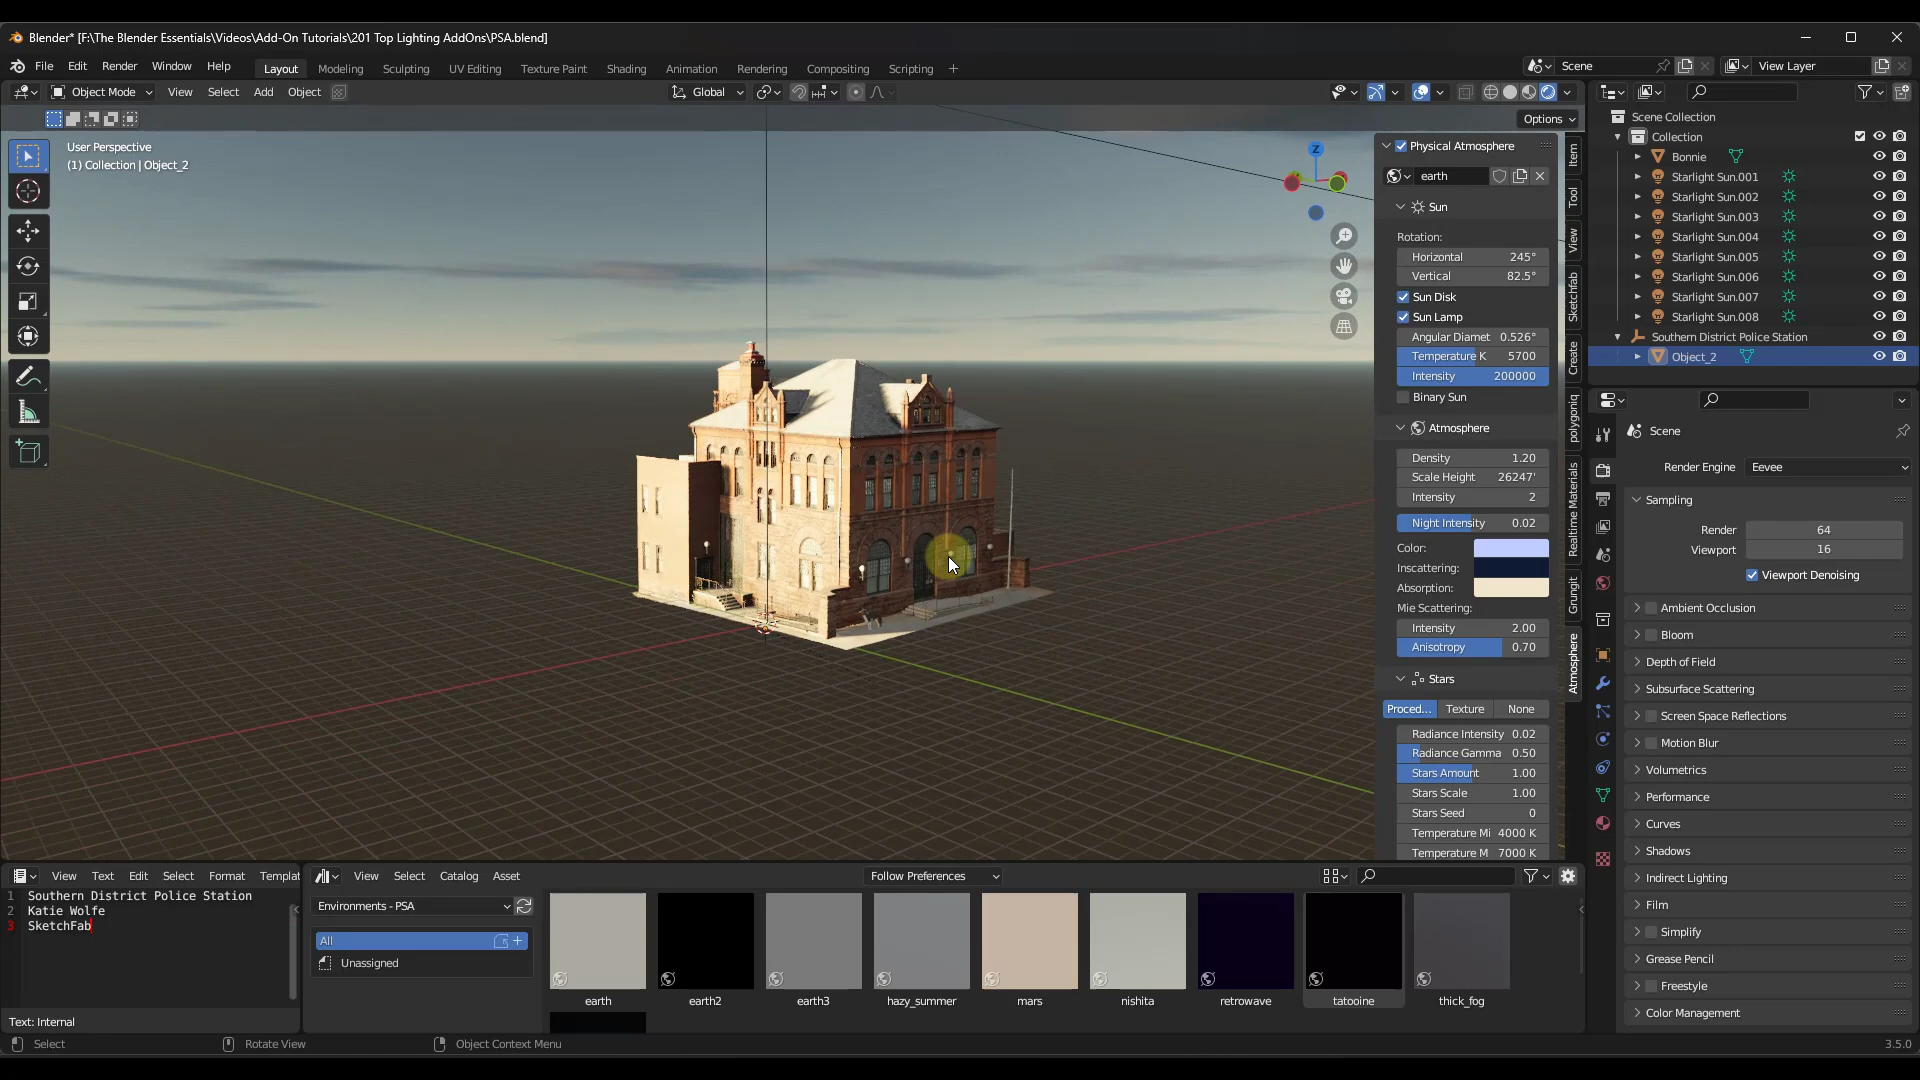 Blender* [F:\The Blender Essentials\Videos\Add-On Tutorials\201 Top Lighting AddOns\PSA.blend]
File Edit Render Window Help
Layout Modeling Sculpting UV Editing Texture Paint Shading Animation Rendering Compositing Scripting +
Scene
View Layer
Object Mode View Select Add Object
Global
Options
User Perspective
(1) Collection | Object_2
Z
Physical Atmosphere
earth
Sun
Rotation:
Horizontal 245°
Vertical 82.5°
Sun Disk
Sun Lamp
Angular Diamet 0.526°
Temperature K 5700
Intensity 200000
Binary Sun
Atmosphere
Density 1.20
Scale Height 26247'
Intensity 2
Night Intensity 0.02
Color:
Inscattering:
Absorption:
Mie Scattering:
Intensity 2.00
Anisotropy 0.70
Stars
Proced... Texture None
Radiance Intensity 0.02
Radiance Gamma 0.50
Stars Amount 1.00
Stars Scale 1.00
Stars Seed 0
Temperature Mi 4000 K
Temperature M 7000 K
Item
Tool
View
Sketchfab
Create
polygoniq
Realtime Materials
Grungit
Atmosphere
Scene Collection
Collection
Bonnie
Starlight Sun.001
Starlight Sun.002
Starlight Sun.003
Starlight Sun.004
Starlight Sun.005
Starlight Sun.006
Starlight Sun.007
Starlight Sun.008
Southern District Police Station
Object_2
Scene
Render Engine Eevee
Sampling
Render 64
Viewport 16
Viewport Denoising
Ambient Occlusion
Bloom
Depth of Field
Subsurface Scattering
Screen Space Reflections
Motion Blur
Volumetrics
Performance
Curves
Shadows
Indirect Lighting
Film
Simplify
Grease Pencil
Freestyle
Color Management
View Text Edit Select Format Templat
1 Southern District Police Station
2 Katie Wolfe
3 SketchFab
Text: Internal
View Select Catalog Asset
Follow Preferences
Environments - PSA
All
Unassigned
earth earth2 earth3 hazy_summer mars nishita retrowave tatooine thick_fog
Select Rotate View Object Context Menu
3.5.0